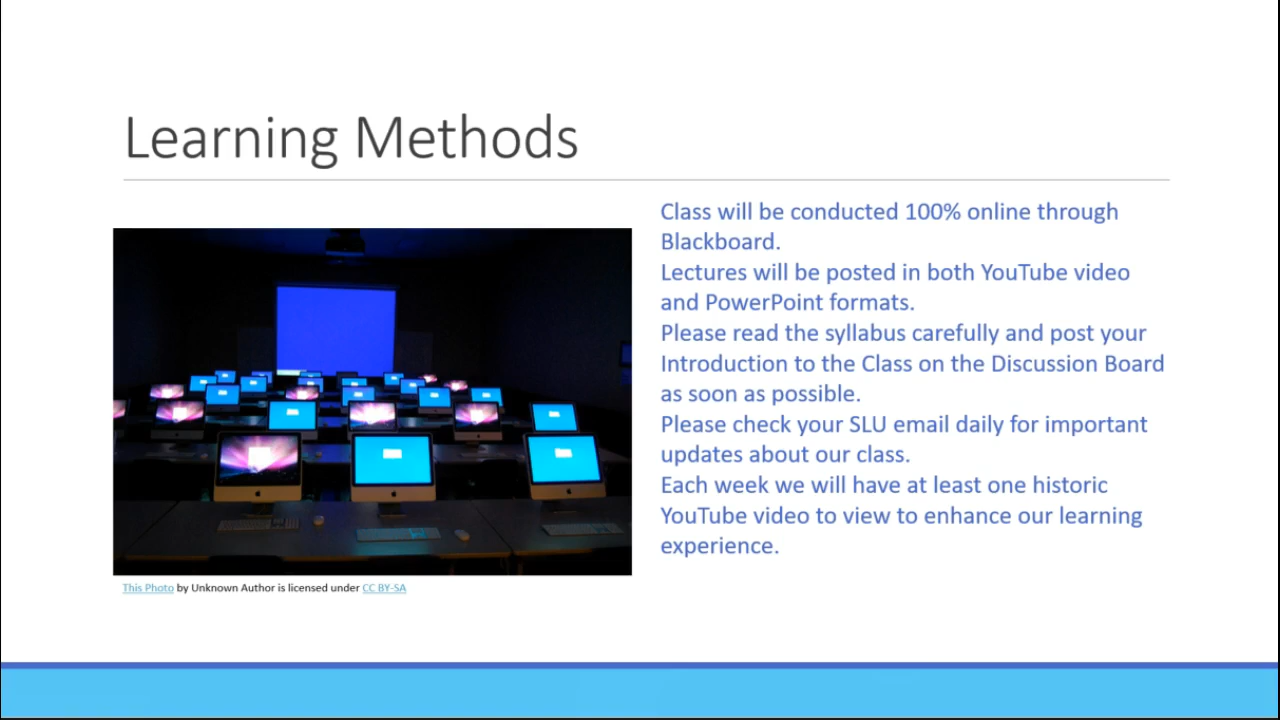 Learning Methods
Class will be conducted 100% online through
Blackboard.
Lectures will be posted in both YouTube video
and PowerPoint formats.
Please read the syllabus carefully and post your
Introduction to the Class on the Discussion Board
as soon as possible.
Please check your SLU email daily for important
updates about our class.
Each week we will have at least one historic
YouTube video to view to enhance our learning
experience.
This Photo by Unknown Author is licensed under CC BY-SA